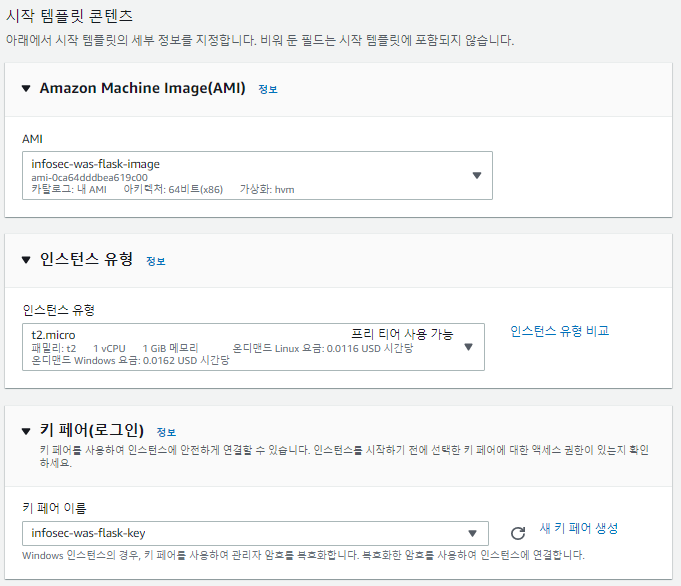 시작 템플릿 콘텐츠
아래에서 시작 템플릿의 세부 정보를 지정합니다. 비워 둔 필드는 시작 템플릿에 포함되지 않습니다.
▼ Amazon Machine Image(AMI) 정보
AMI
infosec-was-flask-image
ami-0ca64dddbea619c00
카탈로그: 내 AMI 아키텍처: 64비트(x86) 가상화: hvm
▼ 인스턴스 유형 정보
인스턴스 유형
t2.micro 프리 티어 사용 가능
패밀리: t2 1 vCPU 1 GiB 메모리 온디맨드 Linux 요금: 0.0116 USD 시간당
온디맨드 Windows 요금: 0.0162 USD 시간당
인스턴스 유형 비교
▼ 키 페어(로그인) 정보
키 페어를 사용하여 인스턴스에 안전하게 연결할 수 있습니다. 인스턴스를 시작하기 전에 선택한 키 페어에 대한 액세스 권한이 있는지 확인
하세요.
키 페어 이름
infosec-was-flask-key
새 키 페어 생성
Windows 인스턴스의 경우, 키 페어를 사용하여 관리자 암호를 복호화합니다. 복호화한 암호를 사용하여 인스턴스에 연결합니다.